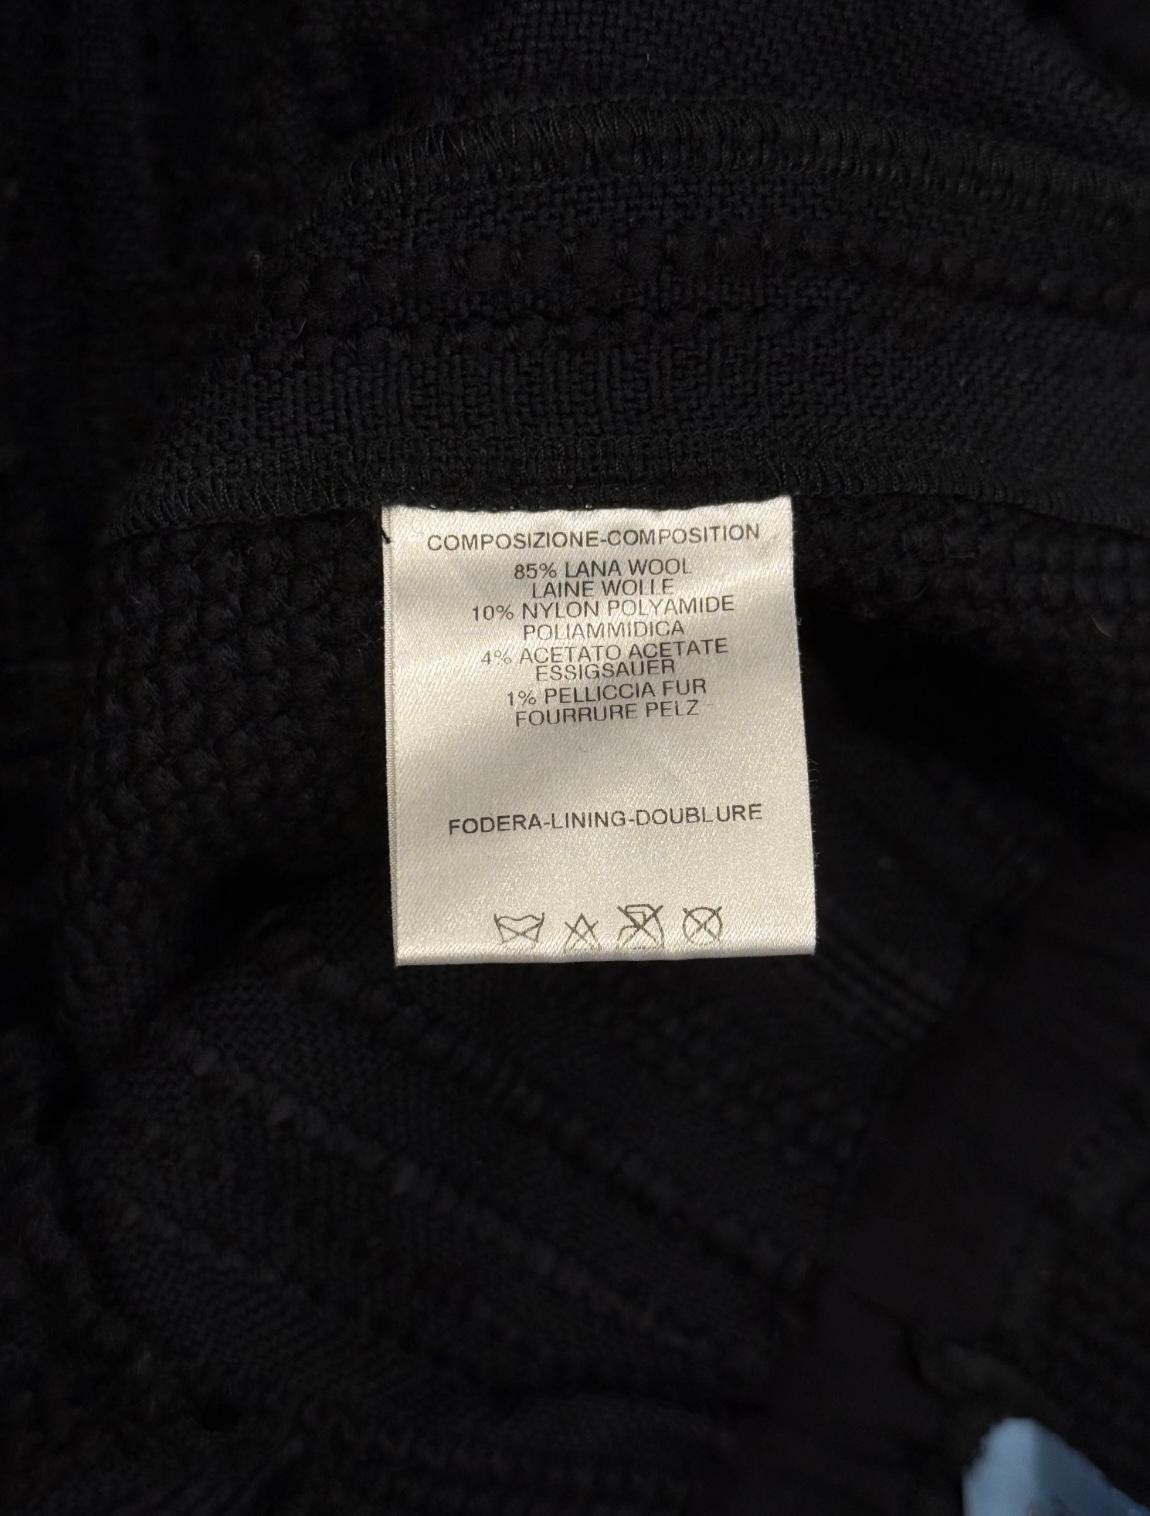 COMPOSIZIONE-COMPOSITION
85% LANA WOOL
LAINE WOLLE
10% NYLON POLYAMIDE
POLIAMMIDICA
4% ACETATO ACETATE
ESSIGSAUER
1% PELLICCIA FUR
FOURRURE PELZ
FODERA-LINING-DOUBLURE